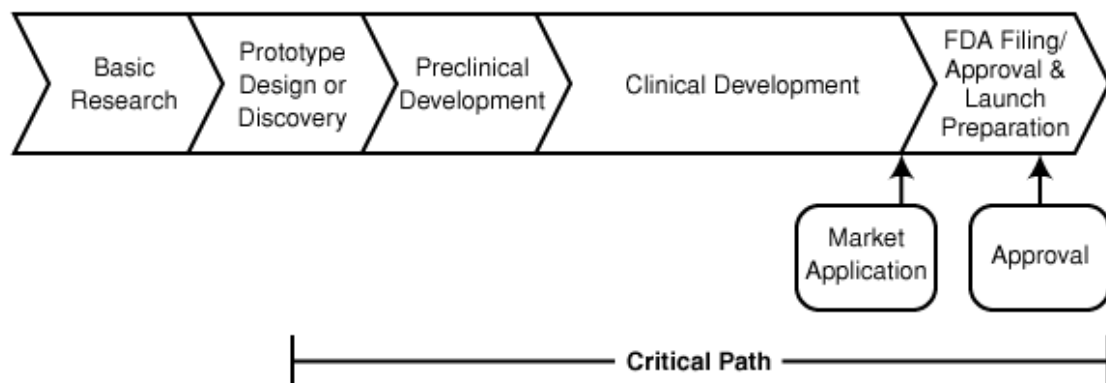 Basic
Research
Prototype
Design or
Discovery
Preclinical
Development
Clinical Development
FDA Filing/
Approval &
Launch
Preparation
Market
Application
Approval
Critical Path